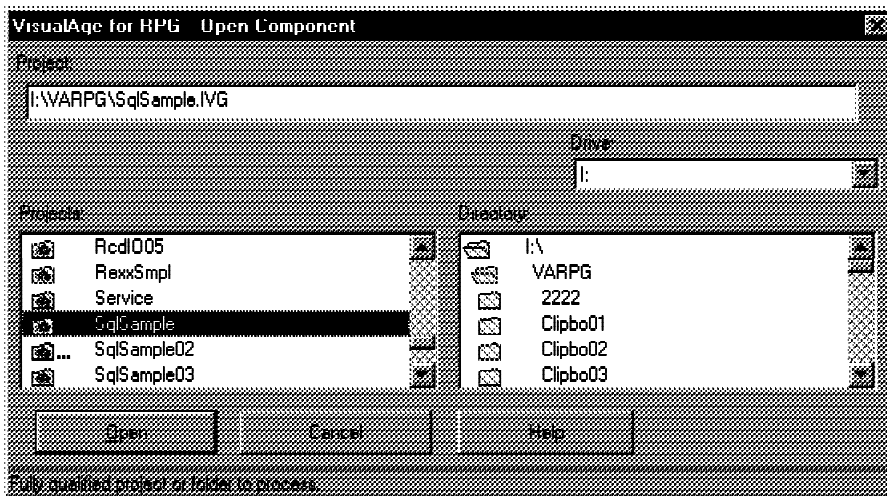 VisualAge for RPG - Open Component
Project:
I:\VARPG\SqlSample.IVG
Drive:
I:
Projects:
RcdIO05
RexxSmpl
Service
SqlSample
SqlSample02
SqlSample03
Directory:
I:\
VARPG
2222
Clipbo01
Clipbo02
Clipbo03
Open
Cancel
Help
Fully qualified project or folder to process.